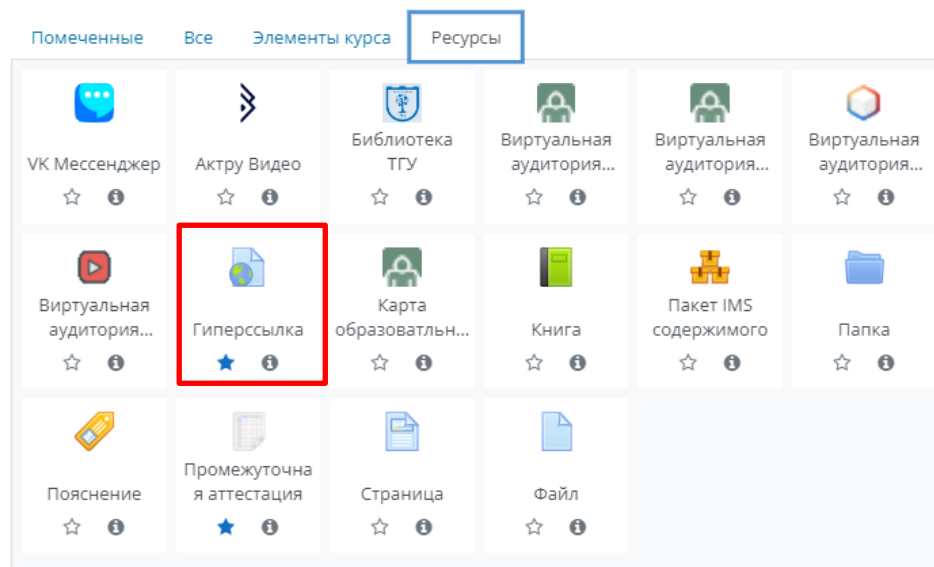 Помеченные Все Элементы курса Ресурсы
VK Мессенджер
Актру Видео
Библиотека
ТГУ
Виртуальная
аудитория...
Виртуальная
аудитория...
Виртуальная
аудитория...
Виртуальная
аудитория...
Гиперссылка
Карта
образоватльн...
Книга
Пакет IMS
содержимого
Папка
Пояснение
Промежуточна
я аттестация
Страница
Файл